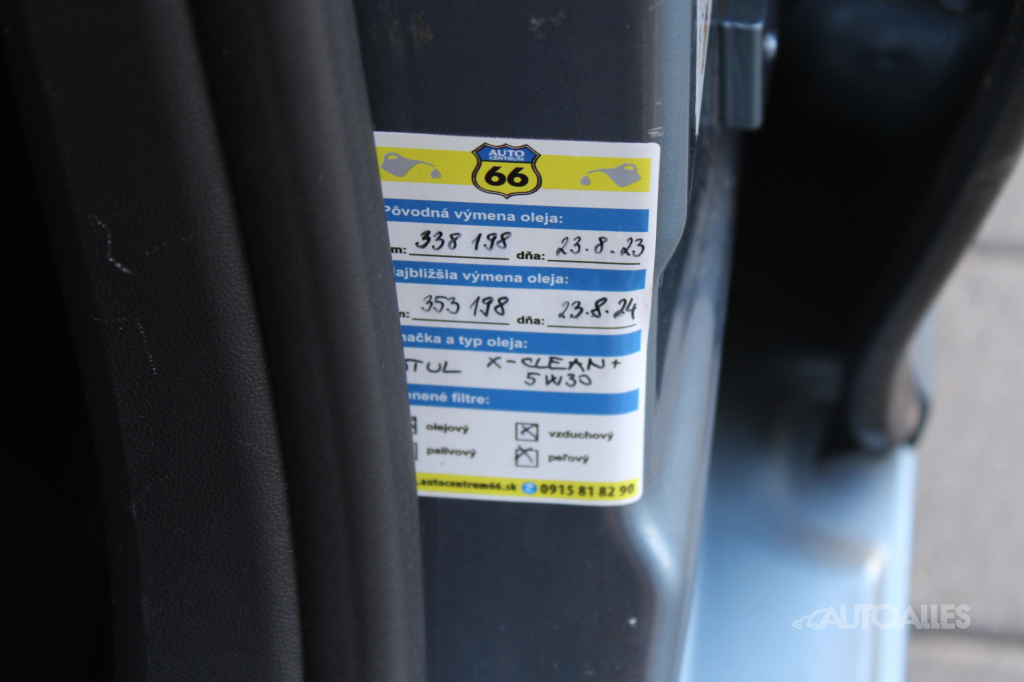 AUTO
CENTRUM
66
Pôvodná výmena oleja:
m: 338 198 dňa: 23.8.23
ajbližšia výmena oleja:
353 198 dňa: 23.8.24
načka a typ oleja:
TUL X-CLEAN+
5W30
nené filtre:
olejový vzduchový
palivový peľový
.autocentrum66.sk 0915 81 82 90
AUTOALLES